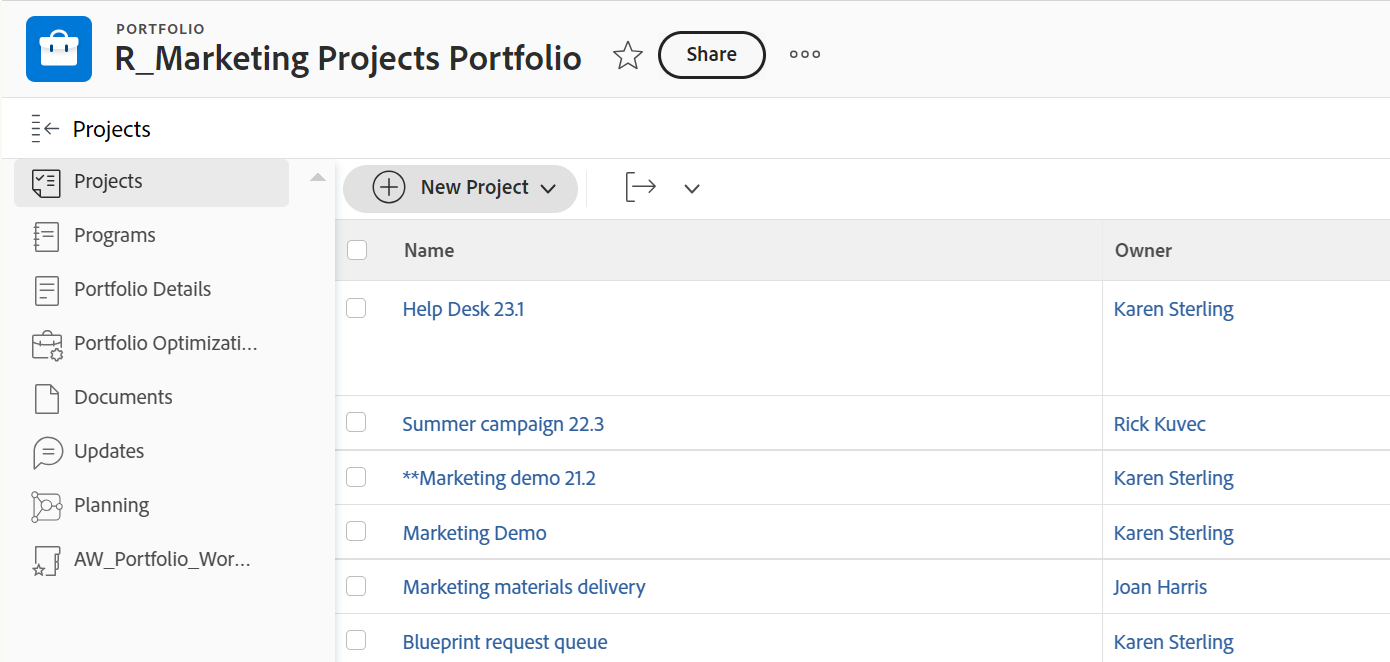 PORTFOLIO
R_Marketing Projects Portfolio
Share
Projects
Projects
Programs
Portfolio Details
Portfolio Optimizati...
Documents
Updates
Planning
AW_Portfolio_Wor...
New Project
Name Owner
Help Desk 23.1 Karen Sterling
Summer campaign 22.3 Rick Kuvec
**Marketing demo 21.2 Karen Sterling
Marketing Demo Karen Sterling
Marketing materials delivery Joan Harris
Blueprint request queue Karen Sterling